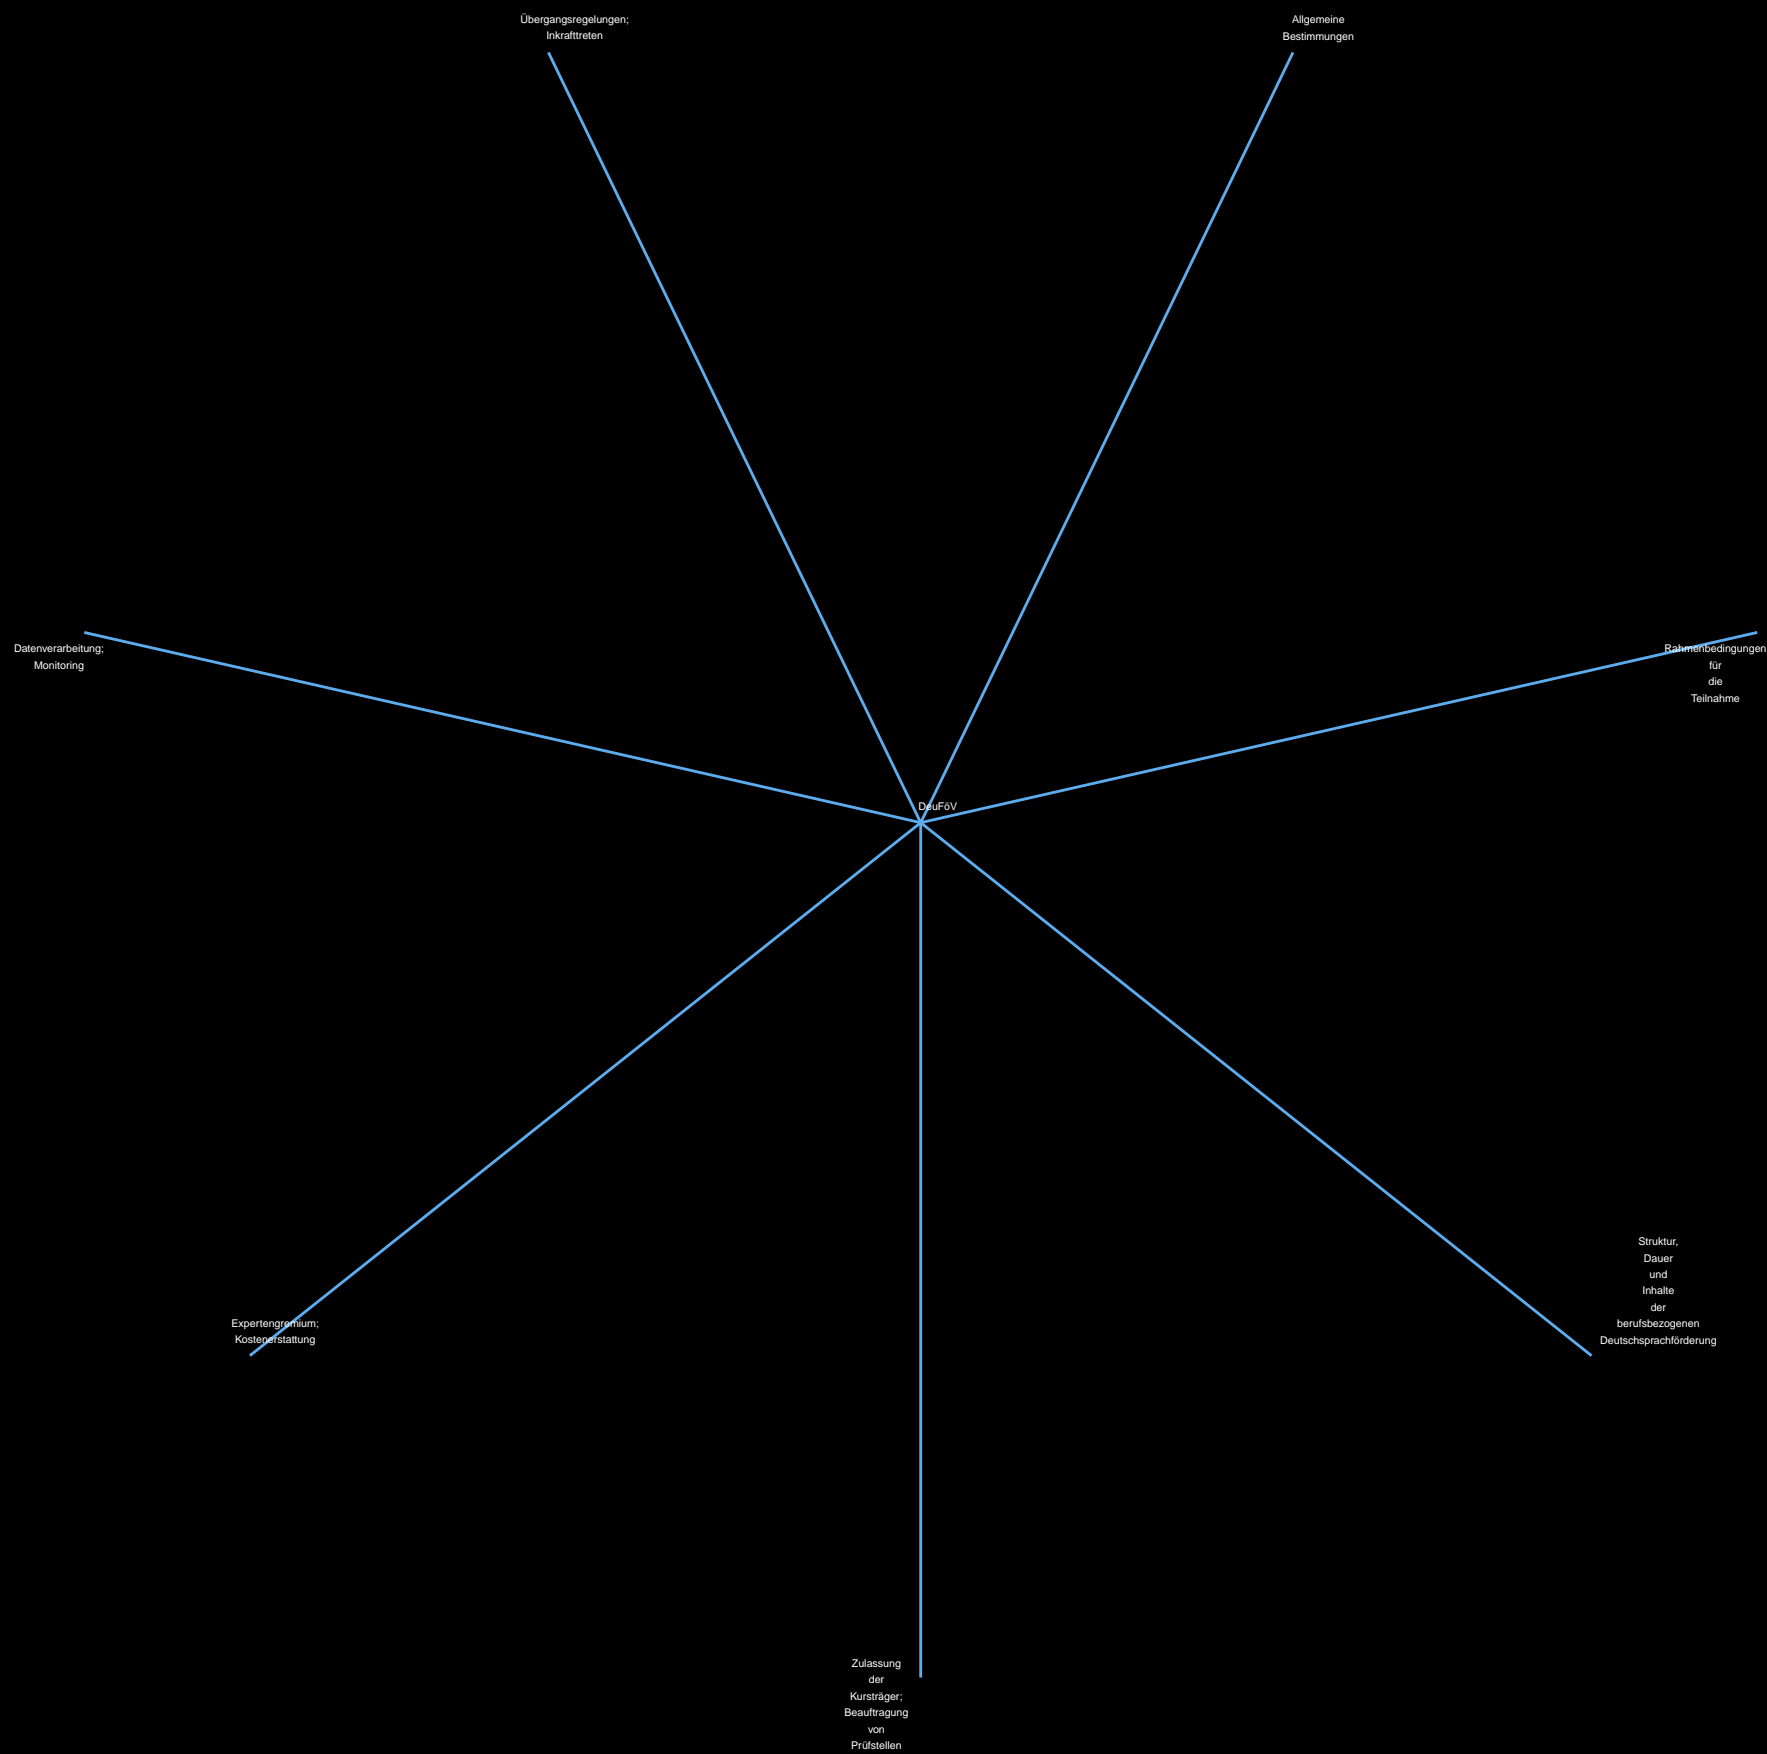 Übergangsregelungen;
Inkrafttreten
Allgemeine
Bestimmungen
Datenverarbeitung;
Monitoring
Rahmenbedingungen
für
die
Teilnahme
DeuFöV
Struktur,
Dauer
und
Inhalte
der
berufsbezogenen
Deutschsprachförderung
Expertengremium;
Kostenerstattung
Zulassung
der
Kursträger;
Beauftragung
von
Prüfstellen